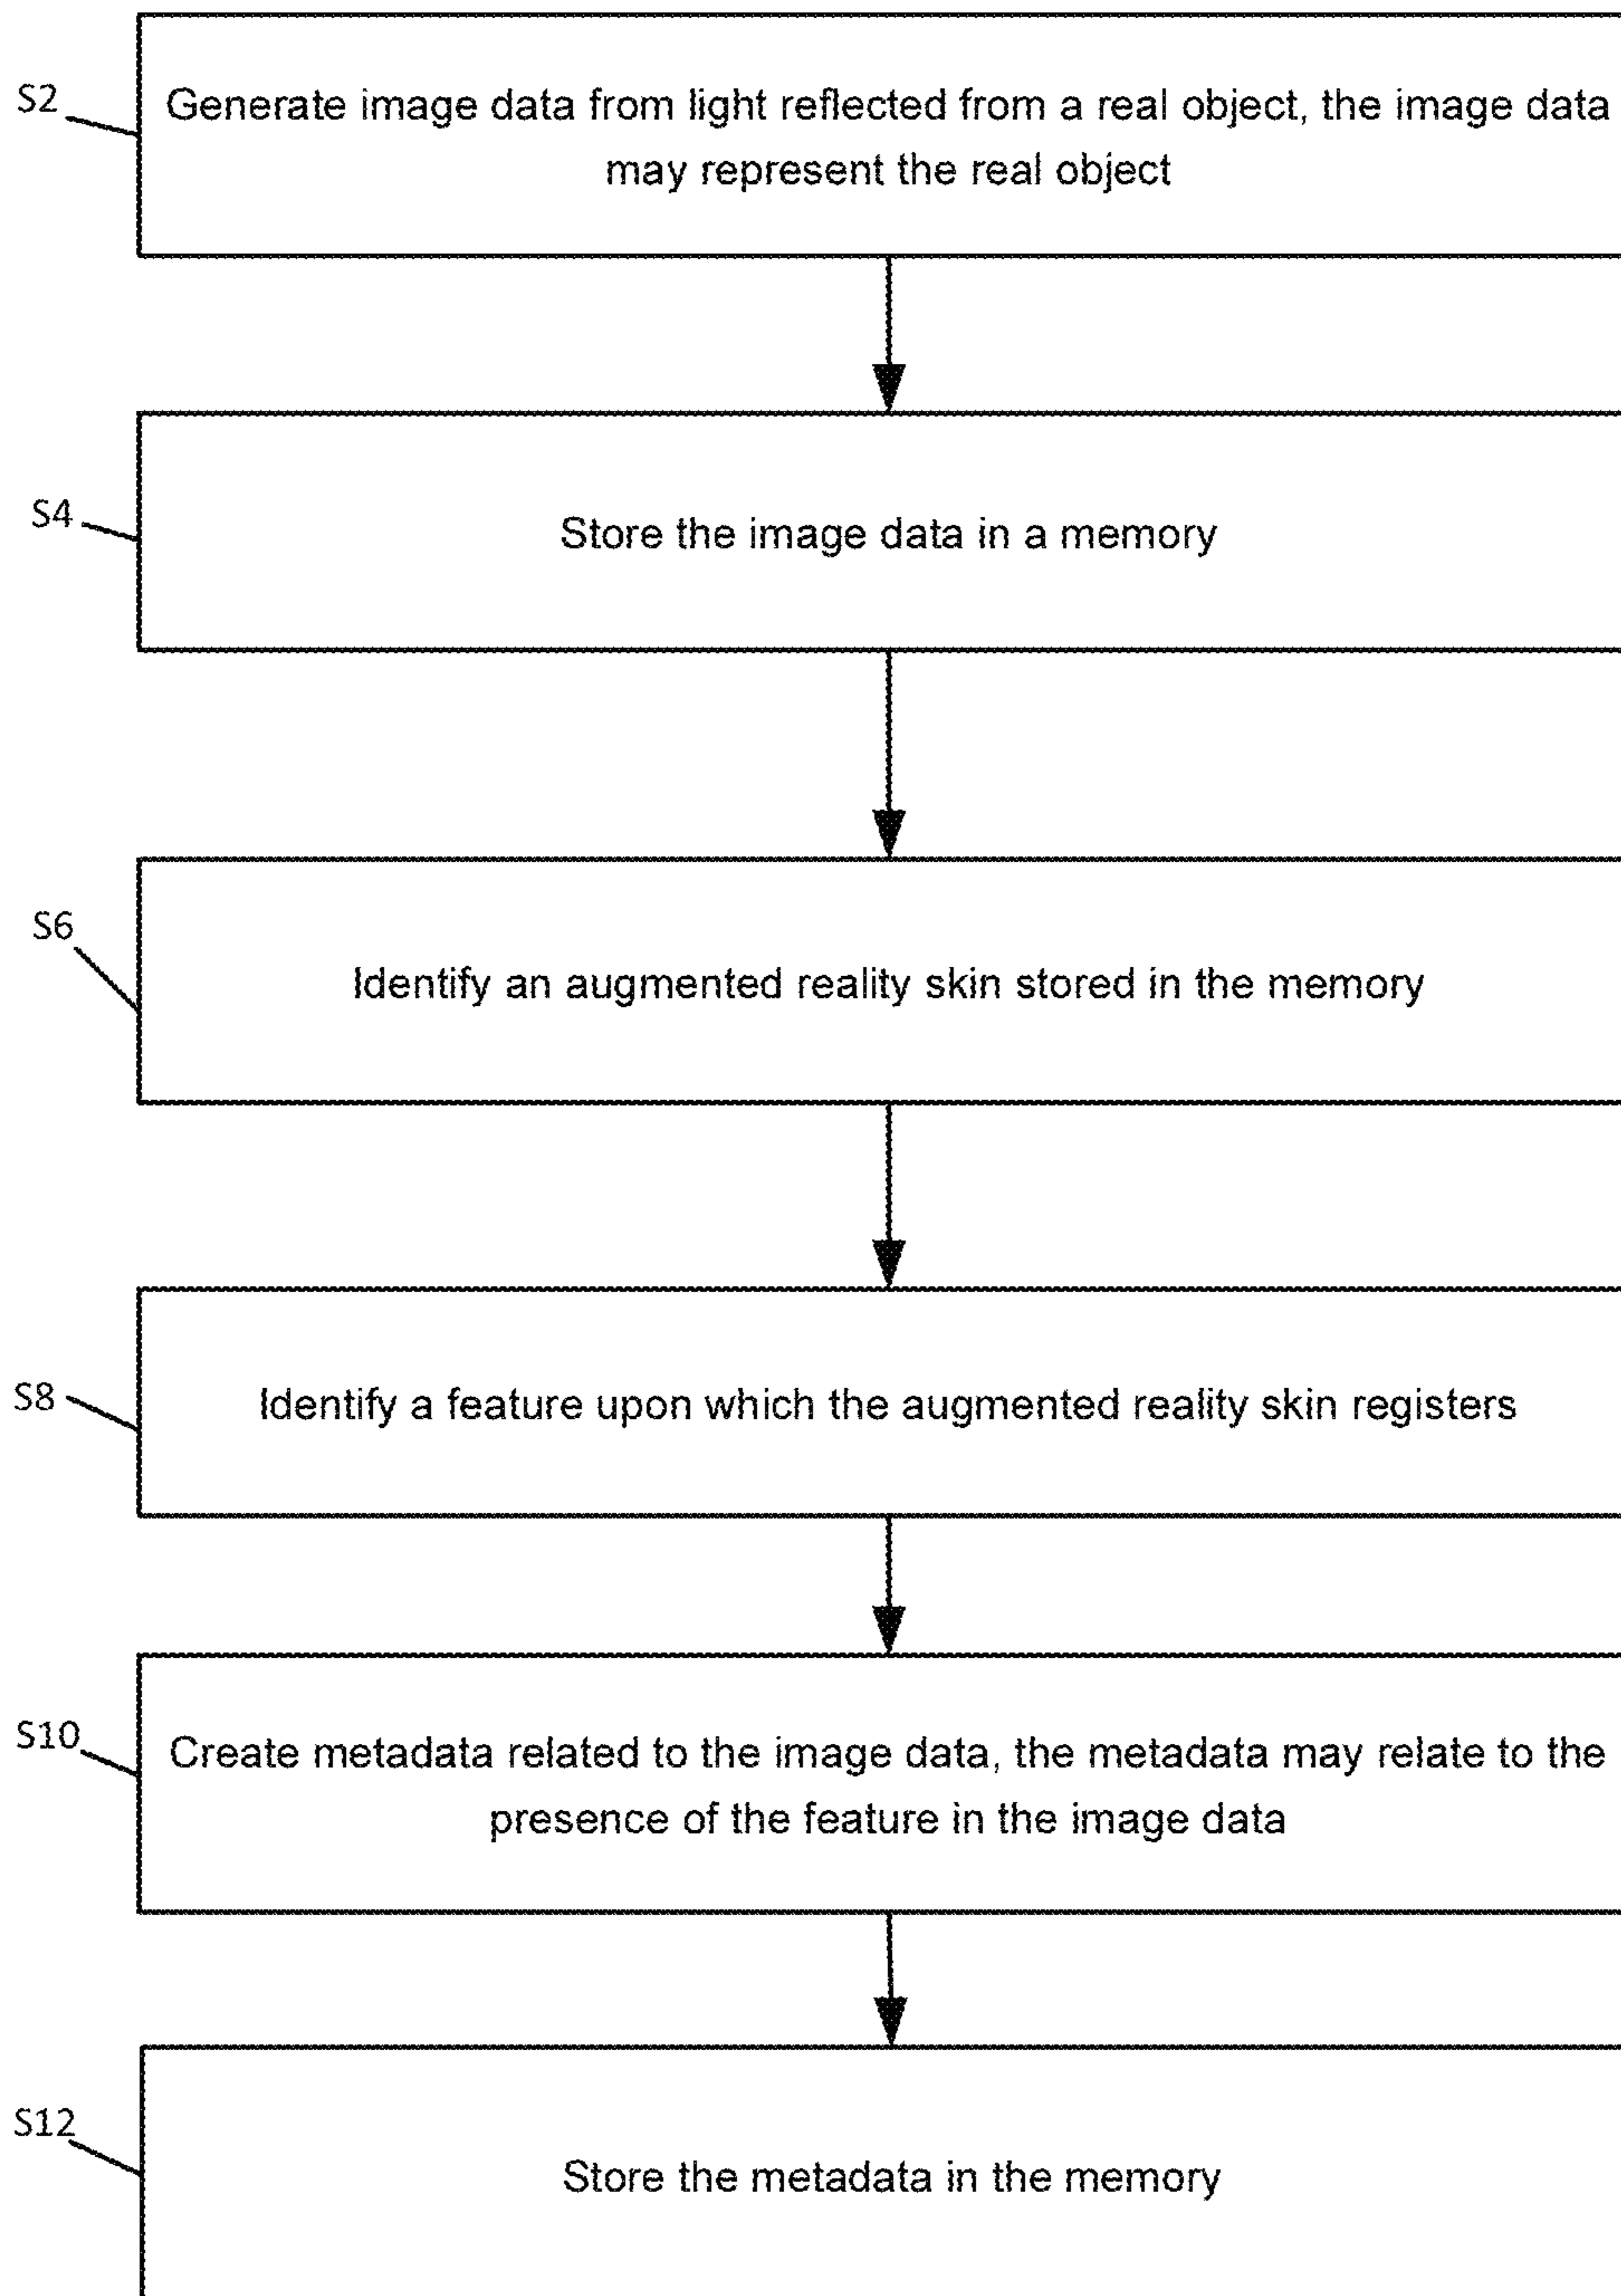 S2
Generate image data from light reflected from a real object, the image data
may represent the real object
S4
Store the image data in a memory
S6
Identify an augmented reality skin stored in the memory
S8
Identify a feature upon which the augmented reality skin registers
S10
Create metadata related to the image data, the metadata may relate to the
presence of the feature in the image data
S12
Store the metadata in the memory